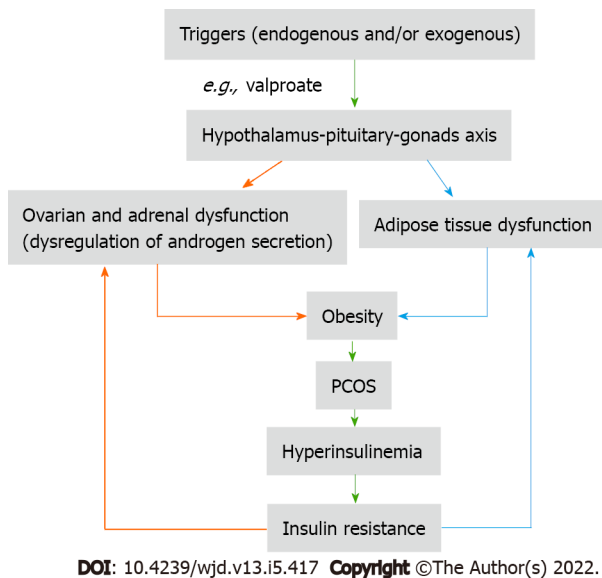 Triggers (endogenous and/or exogenous)
e.g., valproate
Hypothalamus-pituitary-gonads axis
Ovarian and adrenal dysfunction
(dysregulation of androgen secretion)
Adipose tissue dysfunction
Obesity
PCOS
Hyperinsulinemia
Insulin resistance
DOI: 10.4239/wjd.v13.i5.417 Copyright ©The Author(s) 2022.